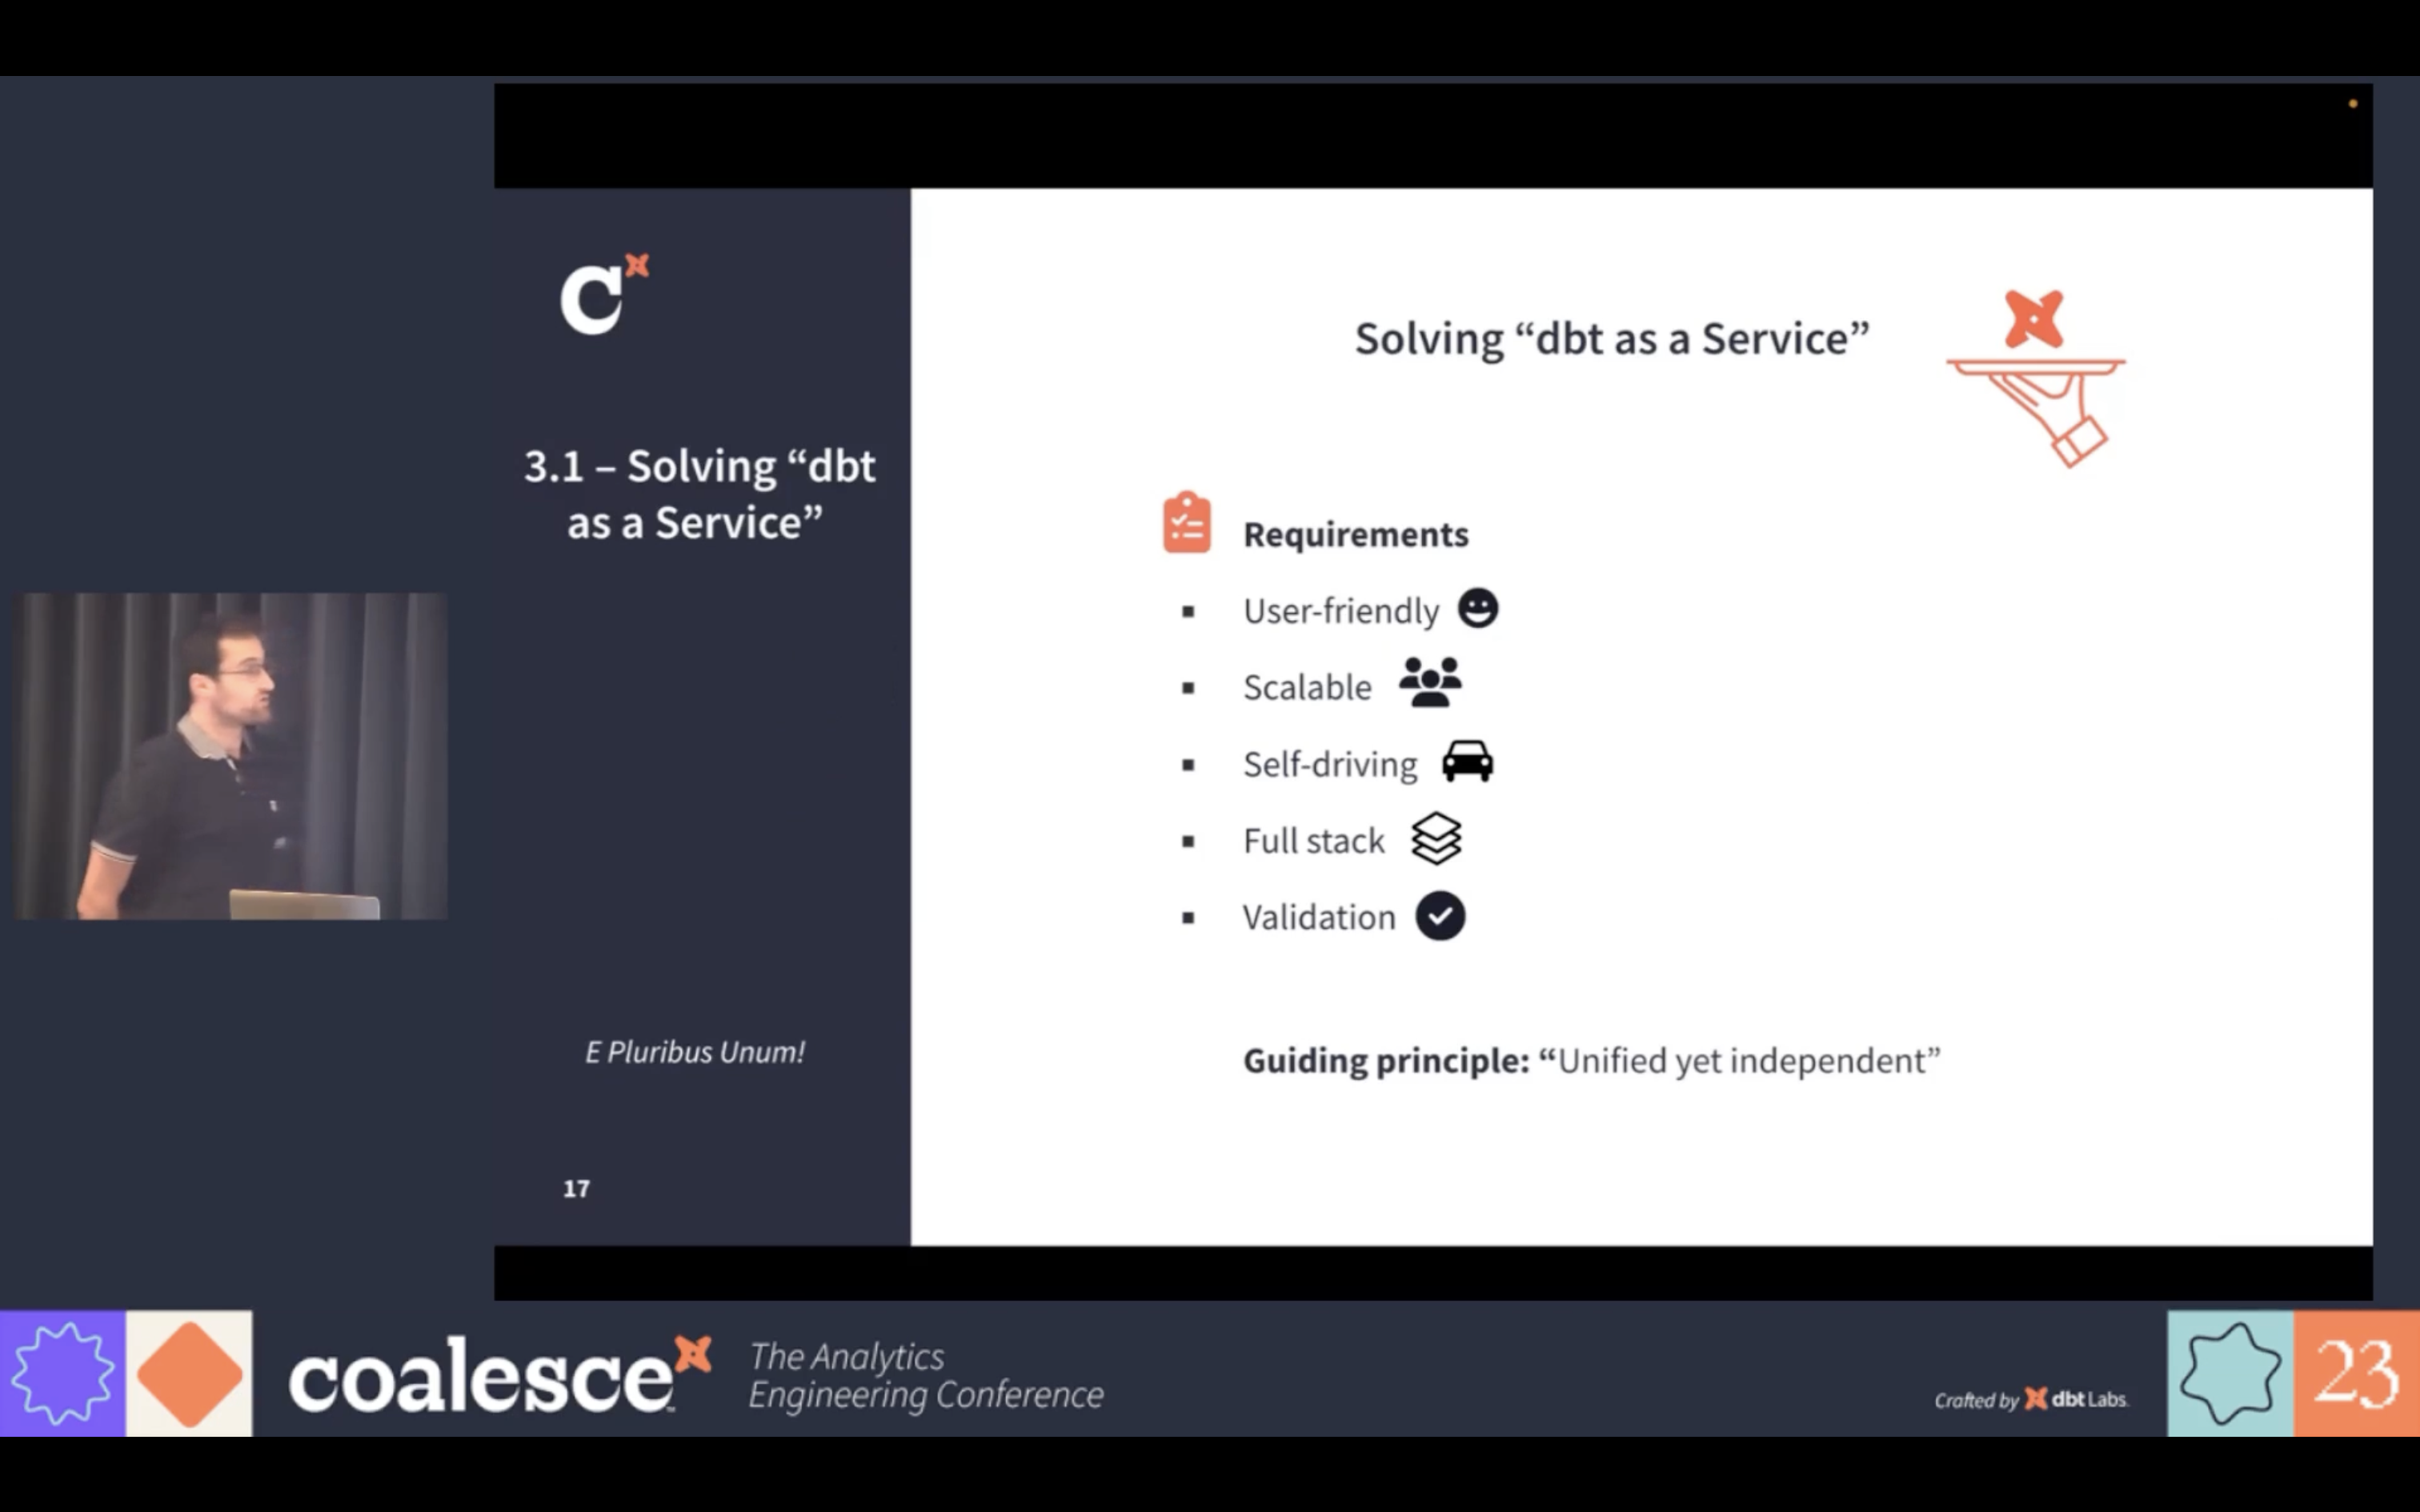 C
3.1 – Solving “dbt
as a Service”
E Pluribus Unum!
17
Solving “dbt as a Service”
Requirements
▪ User-friendly
▪ Scalable
▪ Self-driving
▪ Full stack
▪ Validation
Guiding principle: “Unified yet independent”
coalesce
The Analytics
Engineering Conference
Crafted by dbt Labs.
23